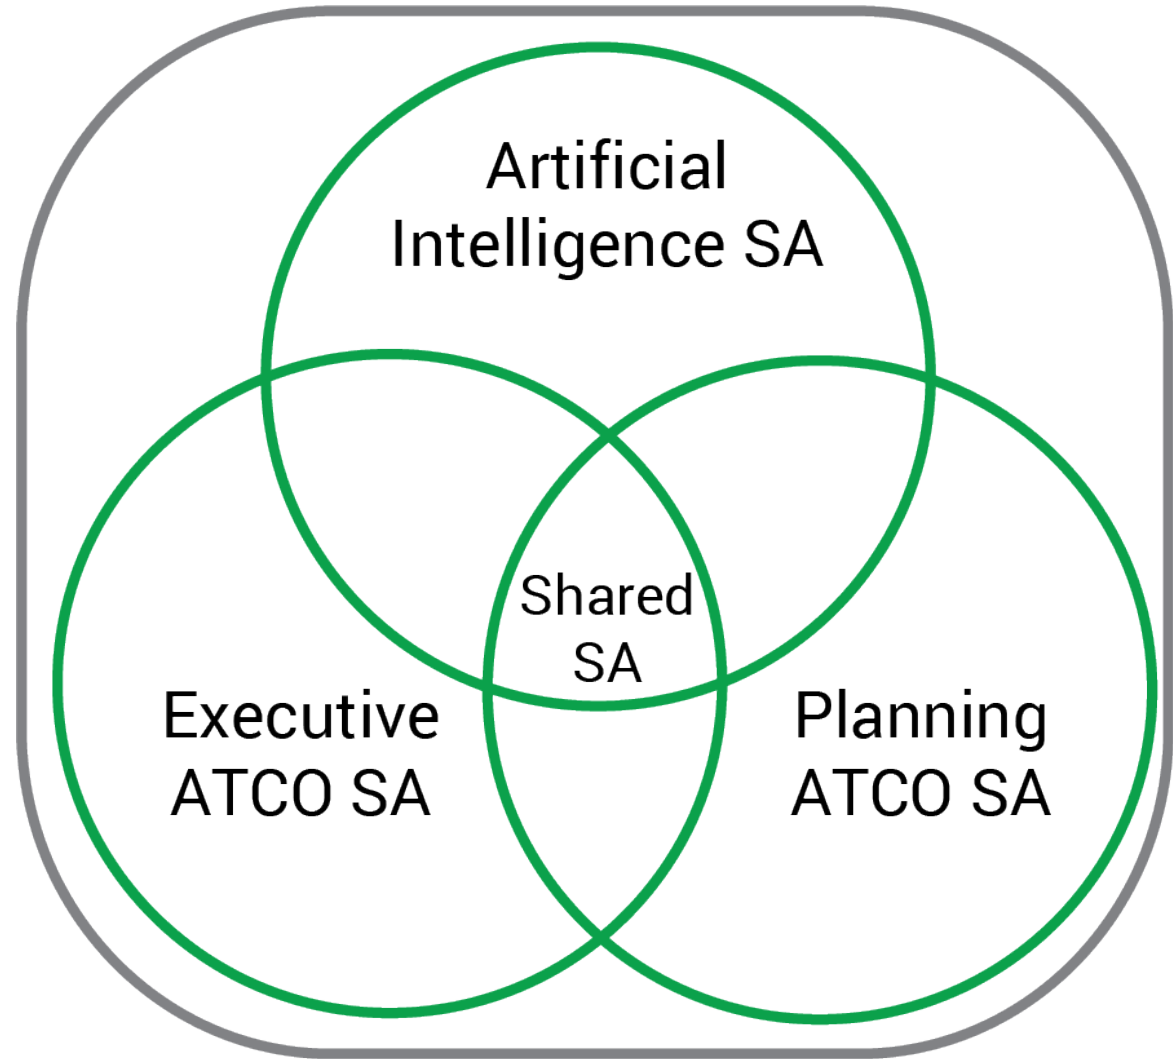 Artificial
Intelligence SA
Shared
SA
Executive
ATCO SA
Planning
ATCO SA